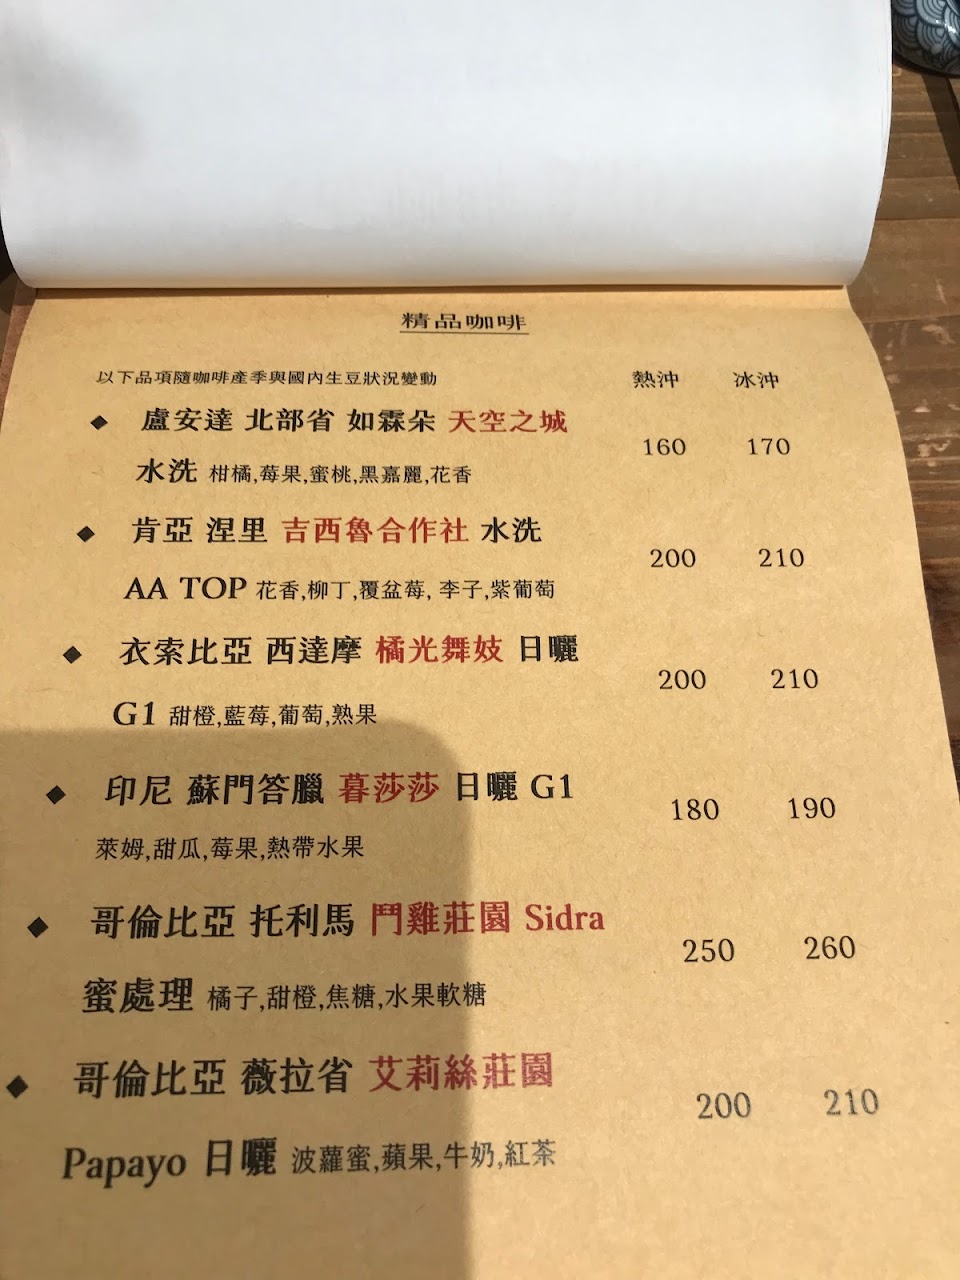 精品咖啡
以下品項隨咖啡產季與國內生豆狀況變動 熱沖 冰沖
◆ 盧安達 北部省 如霖朵 天空之城 160 170
水洗 柑橘,莓果,蜜桃,黑嘉麗,花香
◆ 肯亞 涅里 吉西魯合作社 水洗 200 210
AA TOP 花香,柳丁,覆盆莓, 李子,紫葡萄
◆ 衣索比亞 西達摩 橘光舞妓 日曬 200 210
G1 甜橙,藍莓,葡萄,熟果
◆ 印尼 蘇門答臘 暮莎莎 日曬 G1 180 190
萊姆,甜瓜,莓果,熱帶水果
◆ 哥倫比亞 托利馬 鬥雞莊園 Sidra 250 260
蜜處理 橘子,甜橙,焦糖,水果軟糖
◆ 哥倫比亞 薇拉省 艾莉絲莊園 200 210
Papayo 日曬 波蘿蜜,蘋果,牛奶,紅茶